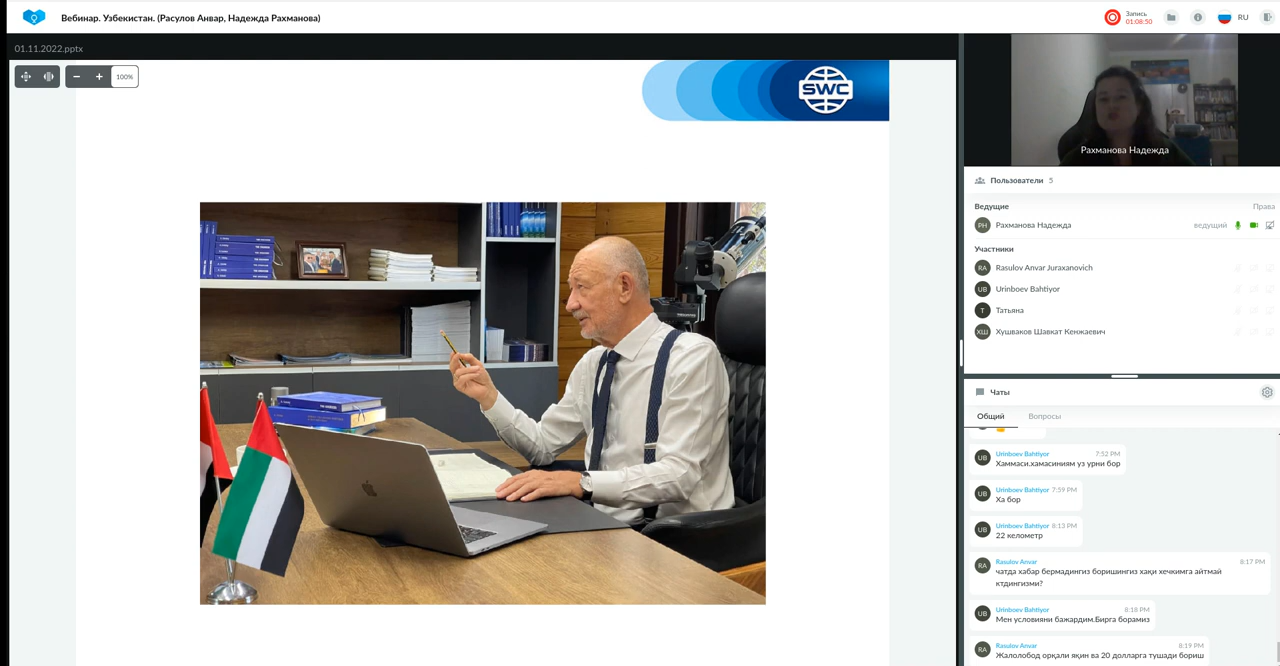 Вебинар. Узбекистан. (Расулов Анвар, Надежда Рахманова)
Запись
01:08:50
RU
01.11.2022.pptx
100%
SWC
Рахманова Надежда
Пользователи 5
Ведущие
Права
РН
Рахманова Надежда
ведущий
Участники
RA
Rasulov Anvar Juraxanovich
UB
Urinboev Bahtiyor
Т
Татьяна
ХШ
Хушваков Шавкат Кенжаевич
Чаты
Общий
Вопросы
UB
Urinboev Bahtiyor 7:52 PM
Хаммаси.хамасиниям уз урни бор
UB
Urinboev Bahtiyor 7:59 PM
Ха бор
UB
Urinboev Bahtiyor 8:13 PM
22 келометр
RA
Rasulov Anvar 8:17 PM
чатда хабар бермадингиз боришингиз хақи хечкимга айтмай
ктдингизми?
UB
Urinboev Bahtiyor 8:18 PM
Мен условияни бажардим.Бирга борамиз
RA
Rasulov Anvar 8:19 PM
Жалолобод орқали яқин ва 20 долларга тушади бориш